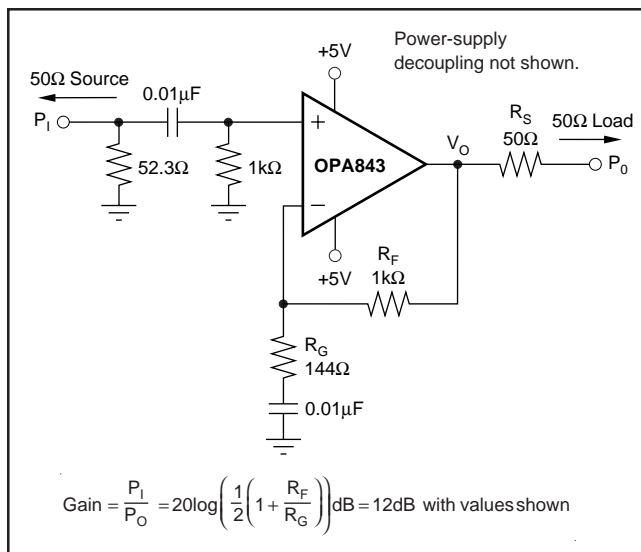 +5V
Power-supply
decoupling not shown.
50Ω Source
0.01µF
R_S
50Ω
50Ω Load
P_I
+
OPA843
V_O
P_0
52.3Ω
1kΩ
−
+5V
R_F
1kΩ
R_G
144Ω
0.01µF
Gain = P_I/P_O = 20log(1/2(1 + R_F/R_G))dB = 12dB with values shown